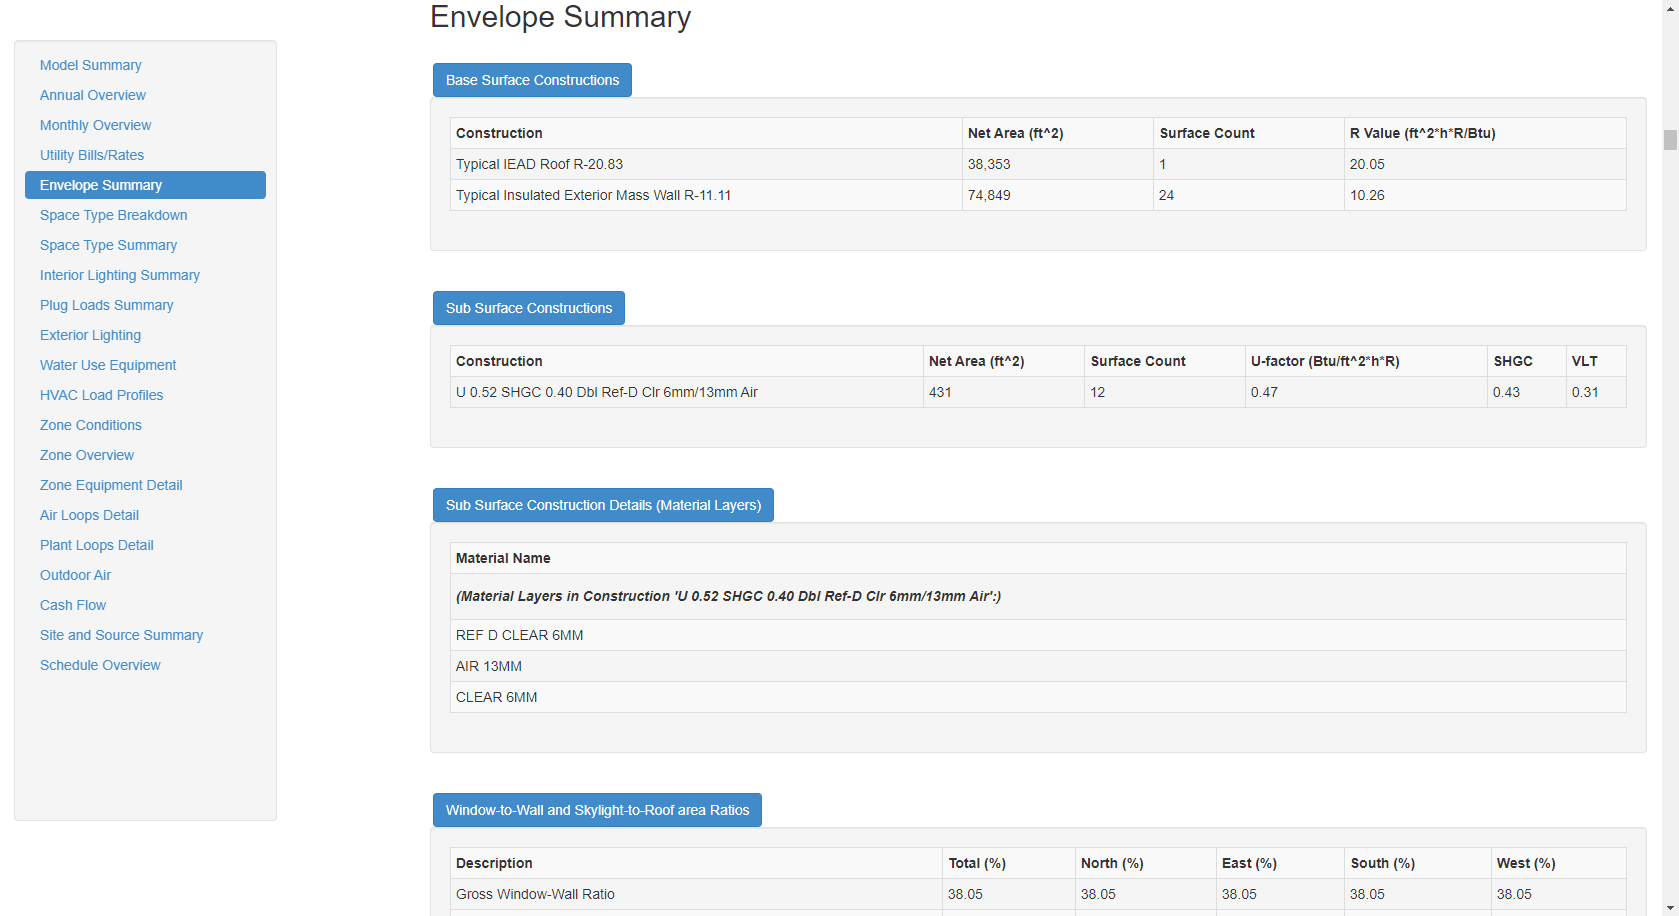 Envelope Summary
Model Summary
Annual Overview
Monthly Overview
Utility Bills/Rates
Envelope Summary
Space Type Breakdown
Space Type Summary
Interior Lighting Summary
Plug Loads Summary
Exterior Lighting
Water Use Equipment
HVAC Load Profiles
Zone Conditions
Zone Overview
Zone Equipment Detail
Air Loops Detail
Plant Loops Detail
Outdoor Air
Cash Flow
Site and Source Summary
Schedule Overview
Base Surface Constructions
Construction Net Area (ft^2) Surface Count R Value (ft^2*h*R/Btu)
Typical IEAD Roof R-20.83 38,353 1 20.05
Typical Insulated Exterior Mass Wall R-11.11 74,849 24 10.26
Sub Surface Constructions
Construction Net Area (ft^2) Surface Count U-factor (Btu/ft^2*h*R) SHGC VLT
U 0.52 SHGC 0.40 Dbl Ref-D Clr 6mm/13mm Air 431 12 0.47 0.43 0.31
Sub Surface Construction Details (Material Layers)
Material Name
(Material Layers in Construction 'U 0.52 SHGC 0.40 Dbl Ref-D Clr 6mm/13mm Air':)
REF D CLEAR 6MM
AIR 13MM
CLEAR 6MM
Window-to-Wall and Skylight-to-Roof area Ratios
Description Total (%) North (%) East (%) South (%) West (%)
Gross Window-Wall Ratio 38.05 38.05 38.05 38.05 38.05